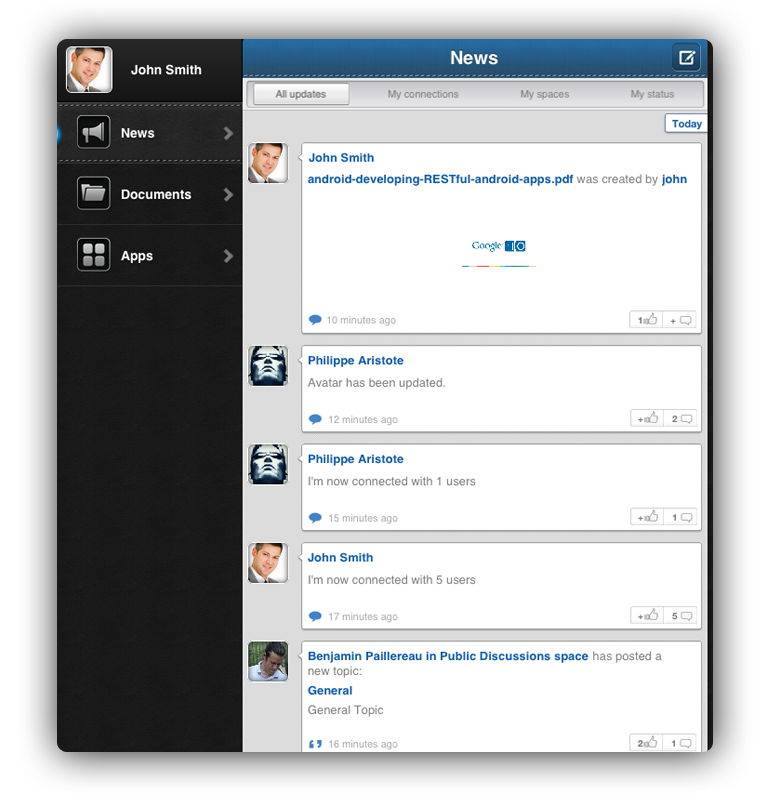 John Smith
News
Documents
Apps
News
All updates
My connections
My spaces
My status
Today
John Smith
android-developing-RESTful-android-apps.pdf was created by john
Google IO
10 minutes ago
1
+
Philippe Aristote
Avatar has been updated.
12 minutes ago
+
2
Philippe Aristote
I'm now connected with 1 users
15 minutes ago
+
1
John Smith
I'm now connected with 5 users
17 minutes ago
+
5
Benjamin Paillereau in Public Discussions space has posted a
new topic:
General
General Topic
16 minutes ago
2
1